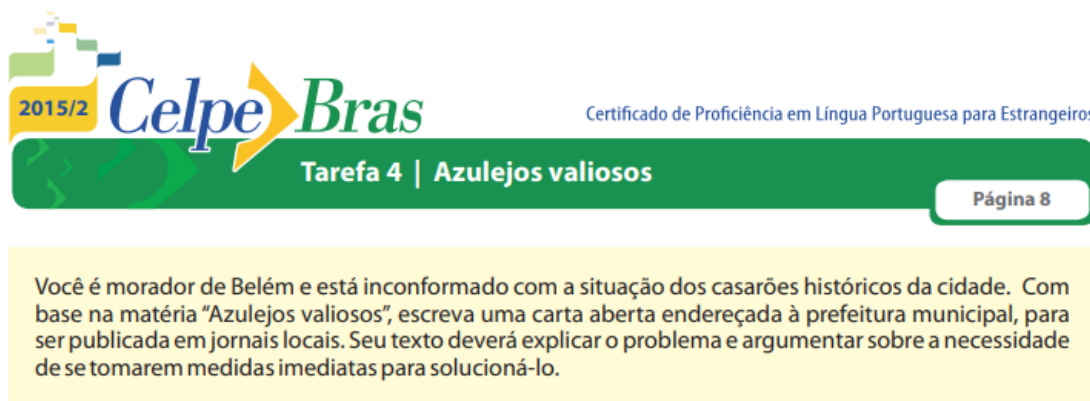 2015/2
Celpe Bras
Certificado de Proficiência em Língua Portuguesa para Estrangeiros
Tarefa 4 | Azulejos valiosos
Página 8
Você é morador de Belém e está inconformado com a situação dos casarões históricos da cidade. Com
base na matéria “Azulejos valiosos”, escreva uma carta aberta endereçada à prefeitura municipal, para
ser publicada em jornais locais. Seu texto deverá explicar o problema e argumentar sobre a necessidade
de se tomarem medidas imediatas para solucioná-lo.